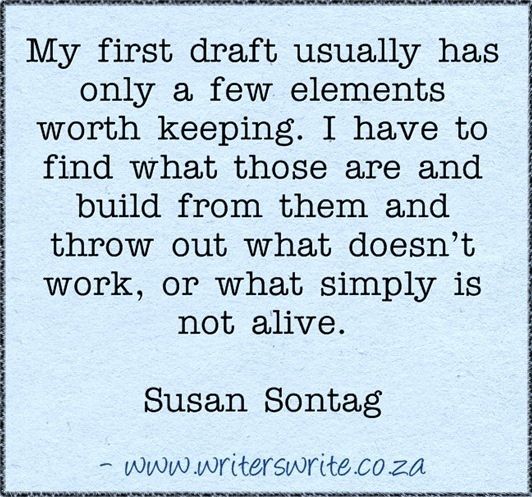 My first draft usually has
only a few elements
worth keeping. I have to
find what those are and
build from them and
throw out what doesn't
work, or what simply is
not alive.
Susan Sontag
- www.writerswrite.co.za